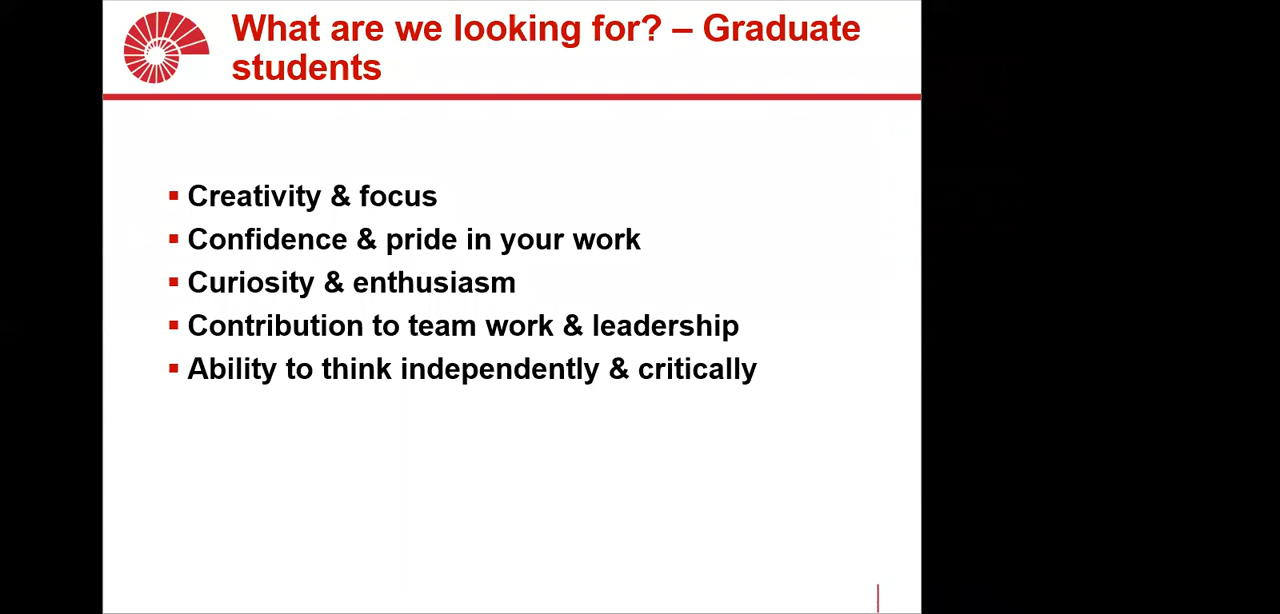 What are we looking for? – Graduate
students
Creativity & focus
Confidence & pride in your work
Curiosity & enthusiasm
Contribution to team work & leadership
Ability to think independently & critically